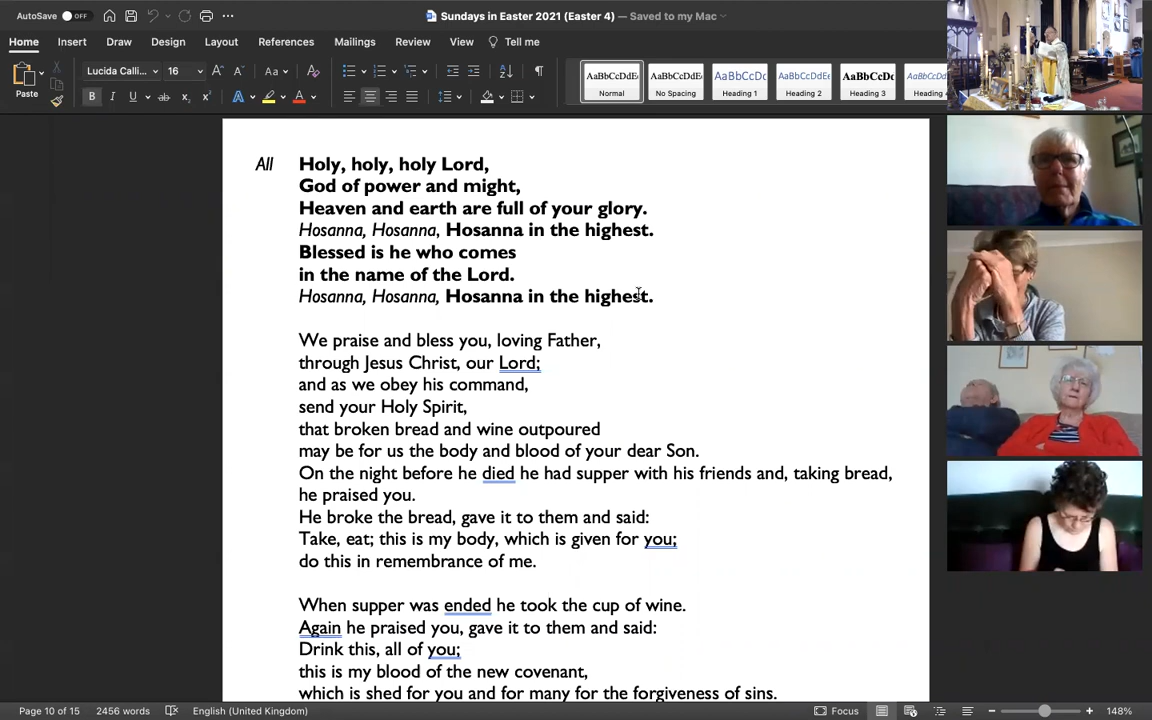 AutoSave OFF
Sundays in Easter 2021 (Easter 4) — Saved to my Mac
Home Insert Draw Design Layout References Mailings Review View Tell me
Paste
Lucida Calli... 16
B I U ab x₂ x² A A
Aa A
AaBbCcDdEe AaBbCcDdEe AaBbCcDc AaBbCcDdEe AaBbCcDc AaBbCcDd
Normal No Spacing Heading 1 Heading 2 Heading 3 Heading
All Holy, holy, holy Lord,
God of power and might,
Heaven and earth are full of your glory.
Hosanna, Hosanna, Hosanna in the highest.
Blessed is he who comes
in the name of the Lord.
Hosanna, Hosanna, Hosanna in the highest.
We praise and bless you, loving Father,
through Jesus Christ, our Lord;
and as we obey his command,
send your Holy Spirit,
that broken bread and wine outpoured
may be for us the body and blood of your dear Son.
On the night before he died he had supper with his friends and, taking bread,
he praised you.
He broke the bread, gave it to them and said:
Take, eat; this is my body, which is given for you;
do this in remembrance of me.
When supper was ended he took the cup of wine.
Again he praised you, gave it to them and said:
Drink this, all of you;
this is my blood of the new covenant,
which is shed for you and for many for the forgiveness of sins.
Page 10 of 15 2456 words English (United Kingdom) Focus 148%